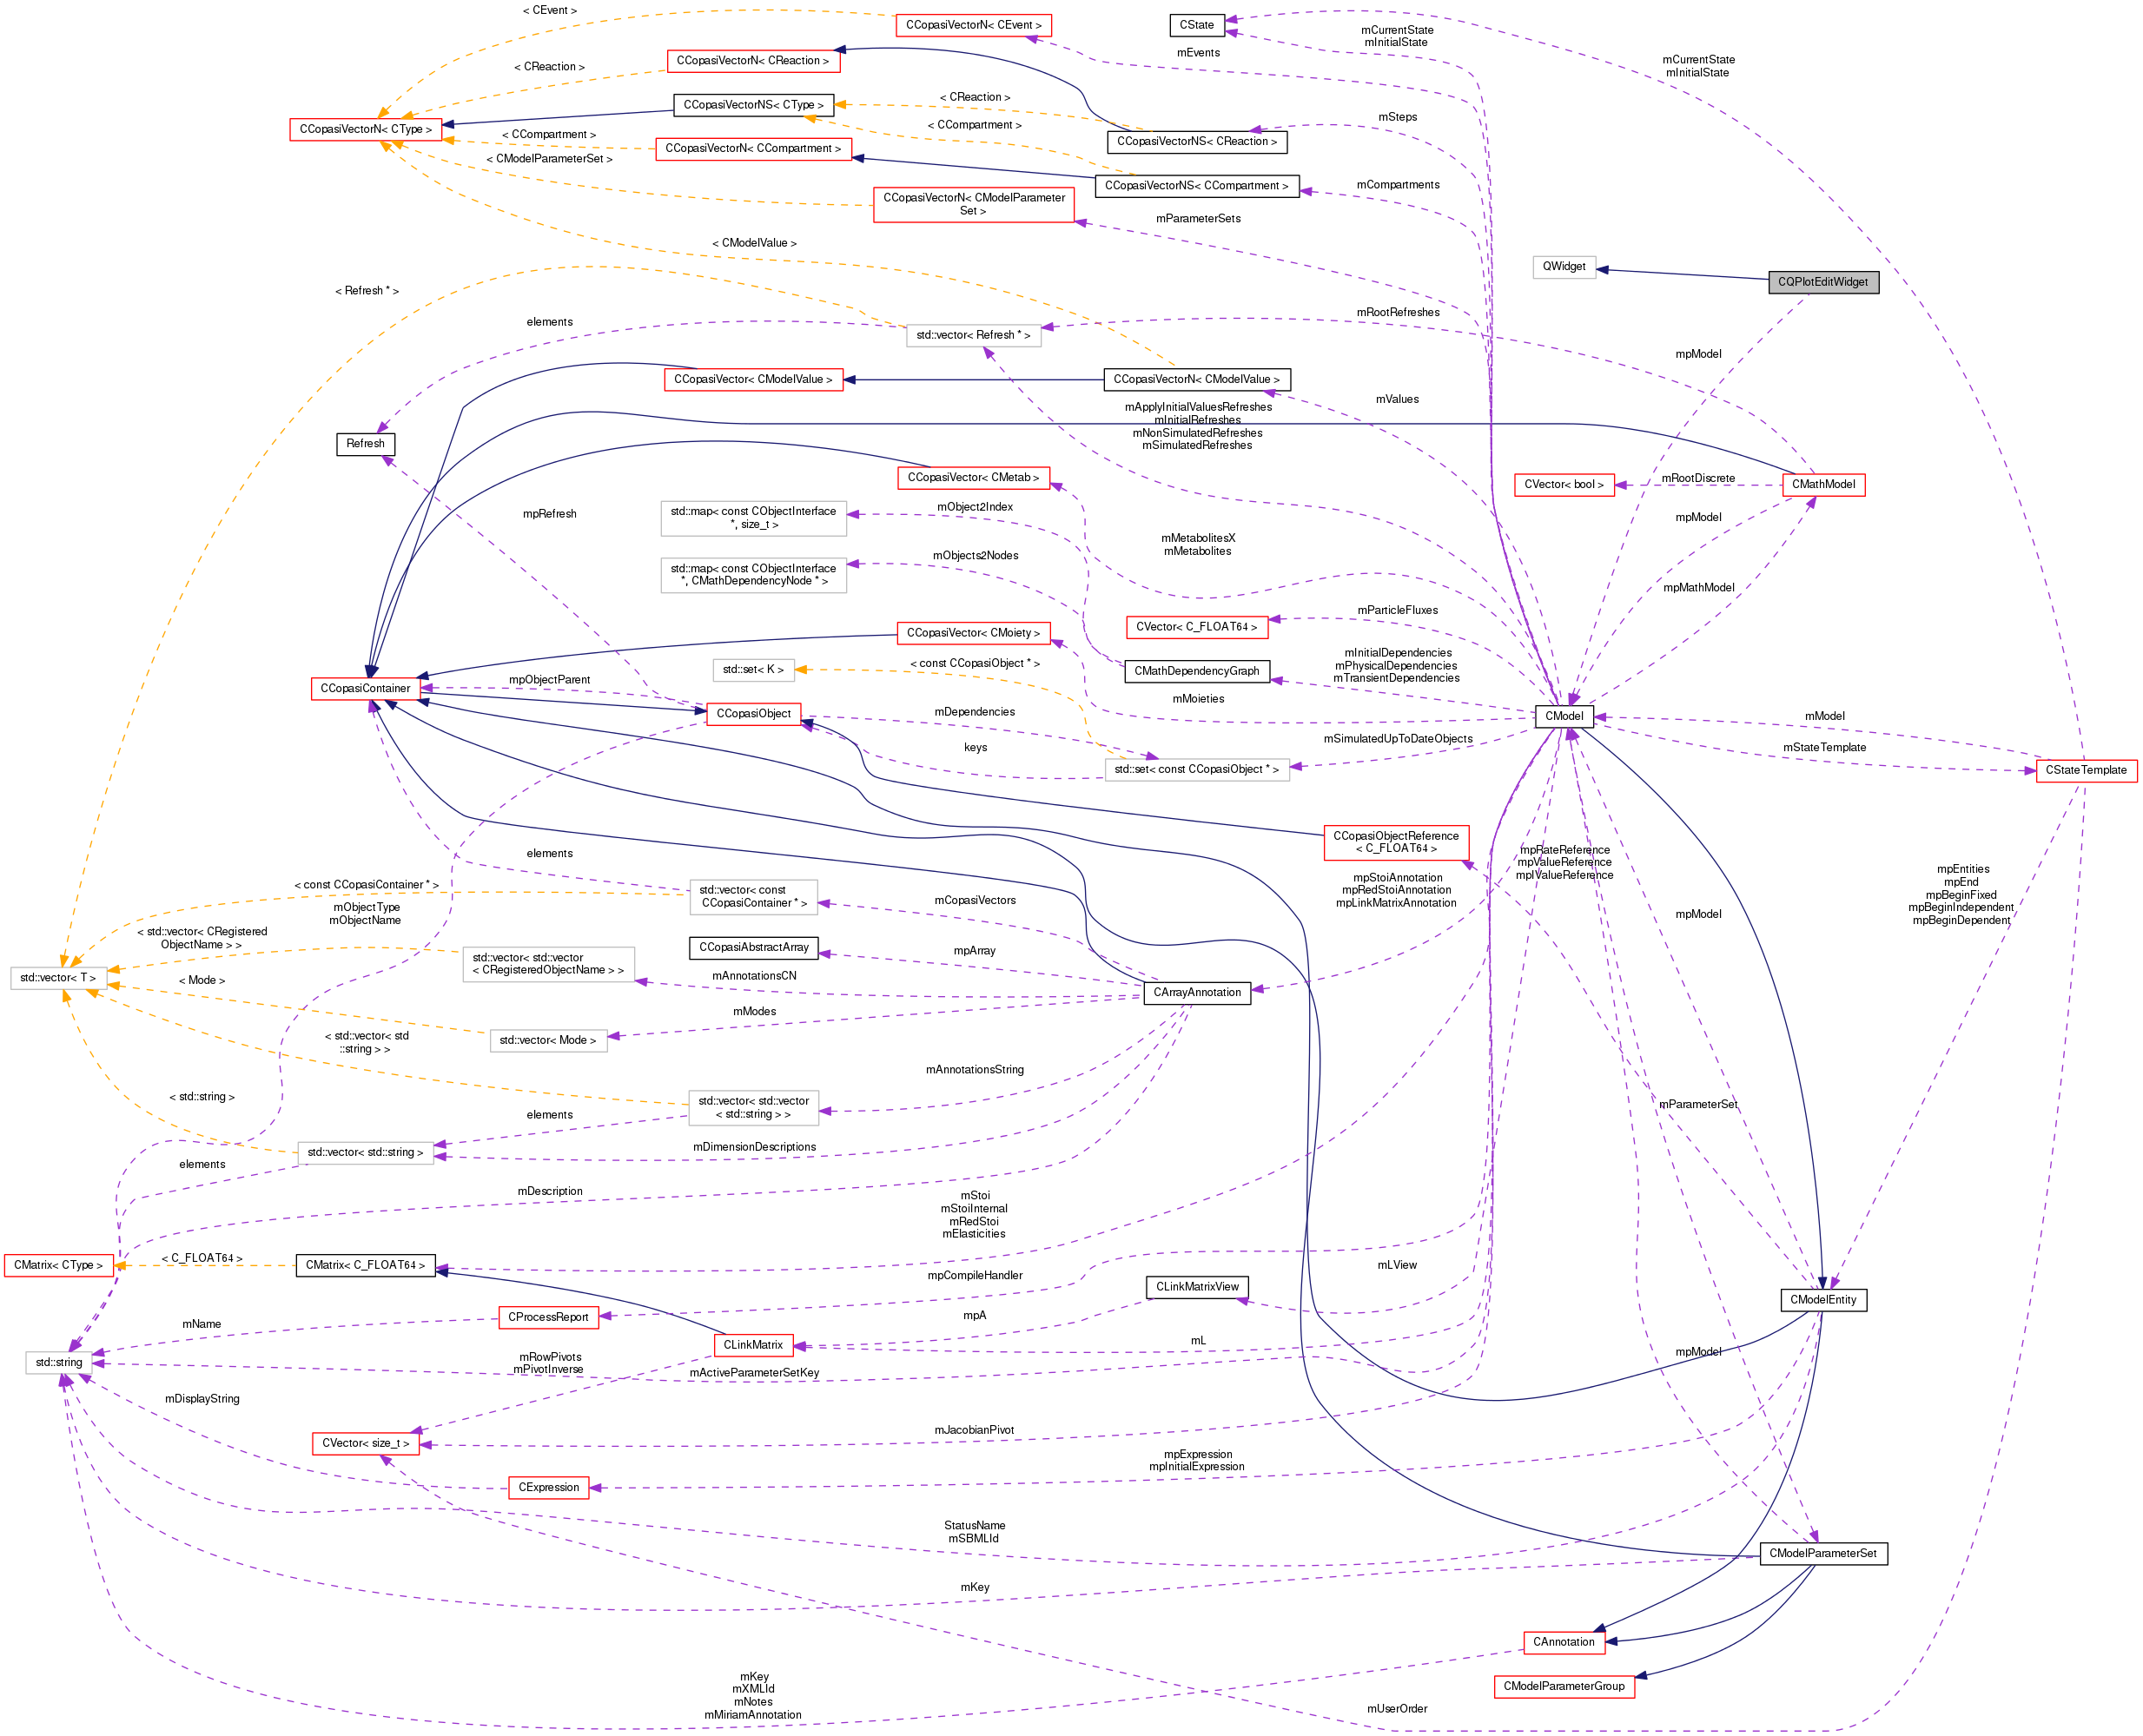 < CEvent >
CCopasiVectorN< CEvent >
CState
mCurrentState
mInitialState
mEvents
mCurrentState
mInitialState
CCopasiVectorN< CReaction >
< CReaction >
CCopasiVectorNS< CType >
< CReaction >
CCopasiVectorN< CType >
< CCompartment >
< CCompartment >
mSteps
CCopasiVectorNS< CReaction >
CCopasiVectorN< CCompartment >
< CModelParameterSet >
CCopasiVectorNS< CCompartment >
mCompartments
CCopasiVectorN< CModelParameter
Set >
mParameterSets
< CModelValue >
QWidget
CQPlotEditWidget
< Refresh * >
elements
std::vector< Refresh * >
mRootRefreshes
mpModel
CCopasiVector< CModelValue >
CCopasiVectorN< CModelValue >
mValues
mApplyInitialValuesRefreshes
mInitialRefreshes
mNonSimulatedRefreshes
mSimulatedRefreshes
Refresh
CCopasiVector< CMetab >
CVector< bool >
mRootDiscrete
CMathModel
mpRefresh
std::map< const CObjectInterface
*, size_t >
mObject2Index
mpModel
mMetabolitesX
mMetabolites
mObjects2Nodes
std::map< const CObjectInterface
*, CMathDependencyNode * >
mpMathModel
mParticleFluxes
CVector< C_FLOAT64 >
CCopasiVector< CMoiety >
std::set< K >
< const CCopasiObject * >
CMathDependencyGraph
mInitialDependencies
mPhysicalDependencies
mTransientDependencies
CCopasiContainer
mpObjectParent
mMoieties
CCopasiObject
mDependencies
CModel
mModel
mSimulatedUpToDateObjects
keys
mStateTemplate
std::set< const CCopasiObject * >
CStateTemplate
CCopasiObjectReference
< C_FLOAT64 >
elements
mpRateReference
mpValueReference
mpIValueReference
< const CCopasiContainer * >
std::vector< const
CCopasiContainer * >
mCopasiVectors
mpStoiAnnotation
mpRedStoiAnnotation
mpLinkMatrixAnnotation
mpEntities
mpEnd
mpBeginFixed
mpBeginIndependent
mpBeginDependent
mObjectType
mObjectName
mpModel
< std::vector< CRegistered
ObjectName > >
CCopasiAbstractArray
mpArray
std::vector< T >
std::vector< std::vector
< CRegisteredObjectName > >
mAnnotationsCN
< Mode >
CArrayAnnotation
mModes
std::vector< Mode >
< std::vector< std
::string > >
mAnnotationsString
< std::string >
std::vector< std::vector
< std::string > >
mParameterSet
elements
std::vector< std::string >
mDimensionDescriptions
elements
mDescription
mStoi
mStoiInternal
mRedStoi
mElasticities
CMatrix< CType >
< C_FLOAT64 >
CMatrix< C_FLOAT64 >
mpCompileHandler
mLView
CLinkMatrixView
CModelEntity
mName
CProcessReport
mpA
CLinkMatrix
mL
std::string
mRowPivots
mPivotInverse
mActiveParameterSetKey
mpModel
mDisplayString
CVector< size_t >
mJacobianPivot
mpExpression
mpInitialExpression
CExpression
StatusName
mSBMLId
CModelParameterSet
mKey
CAnnotation
mKey
mXMLId
mNotes
mMiriamAnnotation
CModelParameterGroup
mUserOrder